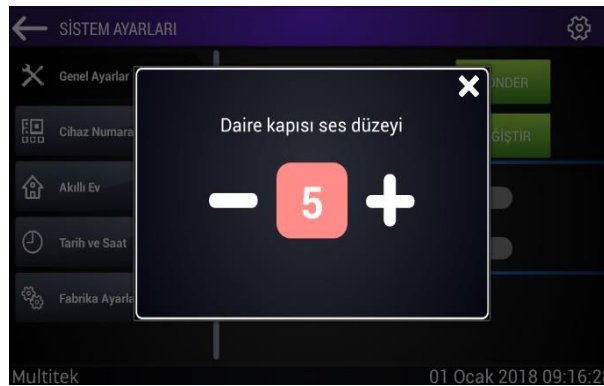 SİSTEM AYARLARI
Genel Ayarlar
NDER
Cihaz Numara
ĞİŞTİR
Daire kapısı ses düzeyi
5
Akıllı Ev
Tarih ve Saat
Fabrika Ayarla
Multitek
01 Ocak 2018 09:16:2